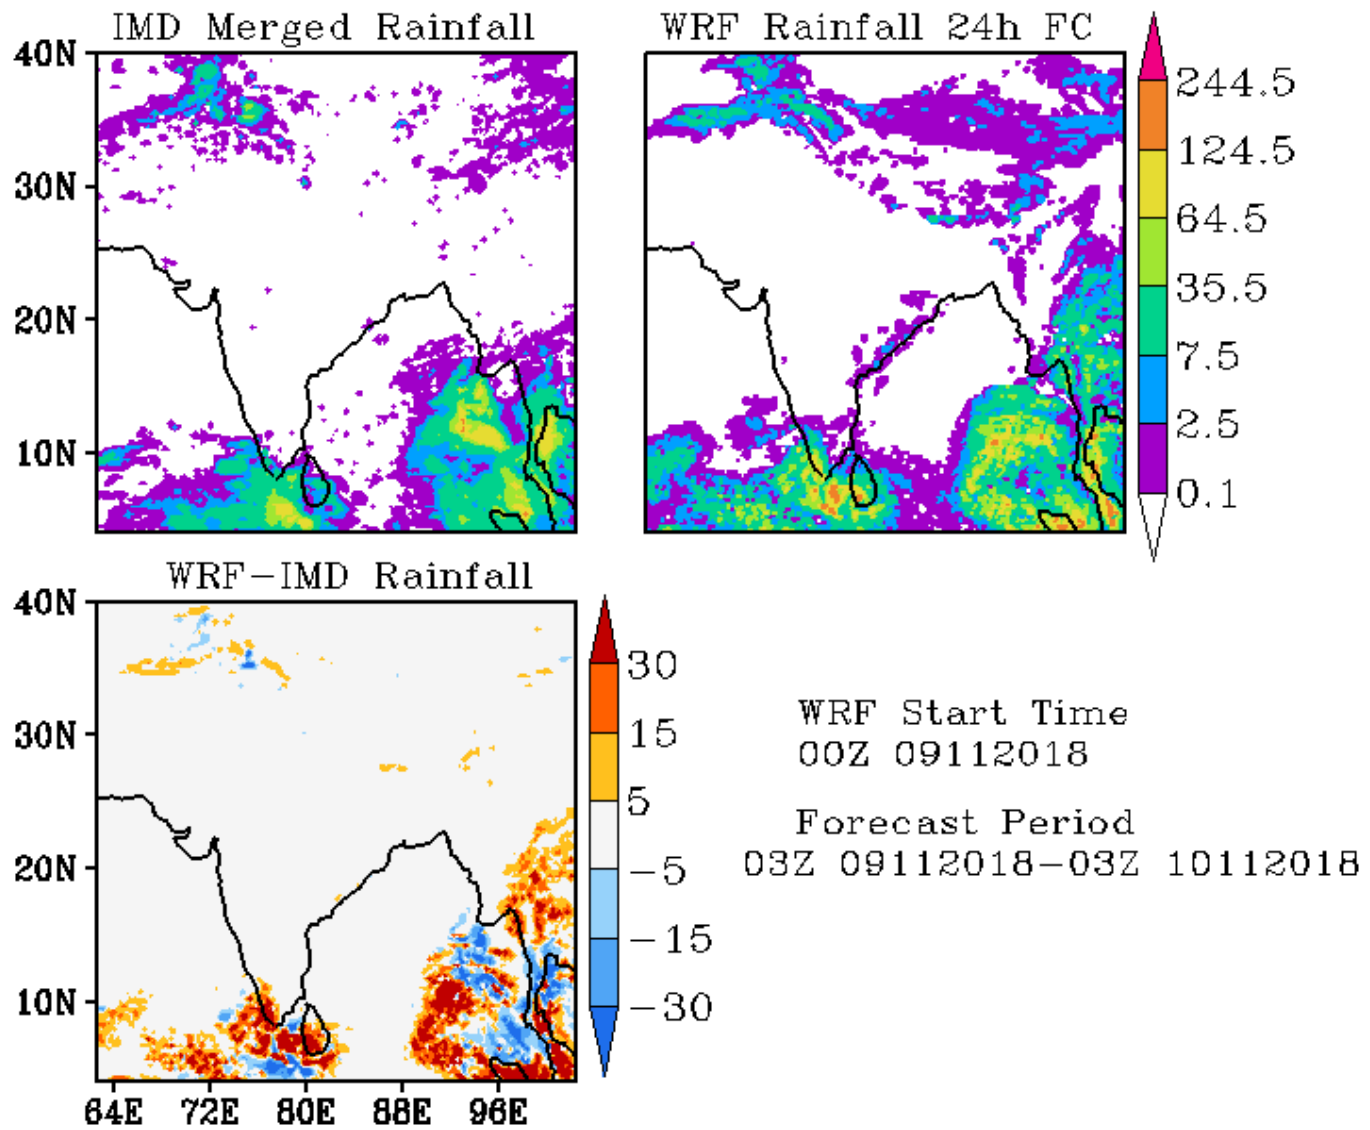 IMD Merged Rainfall
WRF Rainfall 24h FC
40N
30N
20N
10N
244.5
124.5
64.5
35.5
7.5
2.5
0.1
WRF-IMD Rainfall
40N
30N
20N
10N
64E 72E 80E 88E 96E
30
15
5
-5
-15
-30
WRF Start Time
00Z 09112018
Forecast Period
03Z 09112018-03Z 10112018